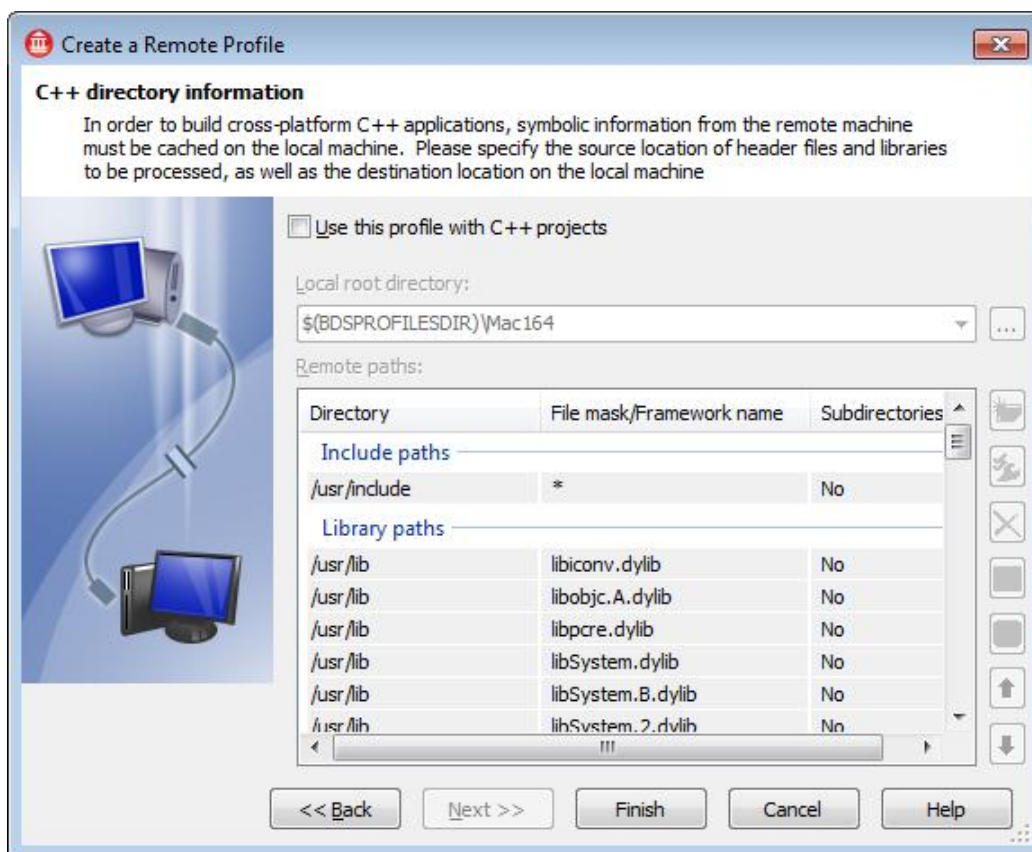 Create a Remote Profile
C++ directory information
In order to build cross-platform C++ applications, symbolic information from the remote machine
must be cached on the local machine.  Please specify the source location of header files and libraries
to be processed, as well as the destination location on the local machine
Use this profile with C++ projects
Local root directory:
$(BDSPROFILESDIR)\Mac164
...
Remote paths:
Directory File mask/Framework name Subdirectories
Include paths
/usr/include * No
Library paths
/usr/lib libiconv.dylib No
/usr/lib libobjc.A.dylib No
/usr/lib libpcre.dylib No
/usr/lib libSystem.dylib No
/usr/lib libSystem.B.dylib No
/usr/lib libSystem.2.dylib No
<< Back Next >> Finish Cancel Help